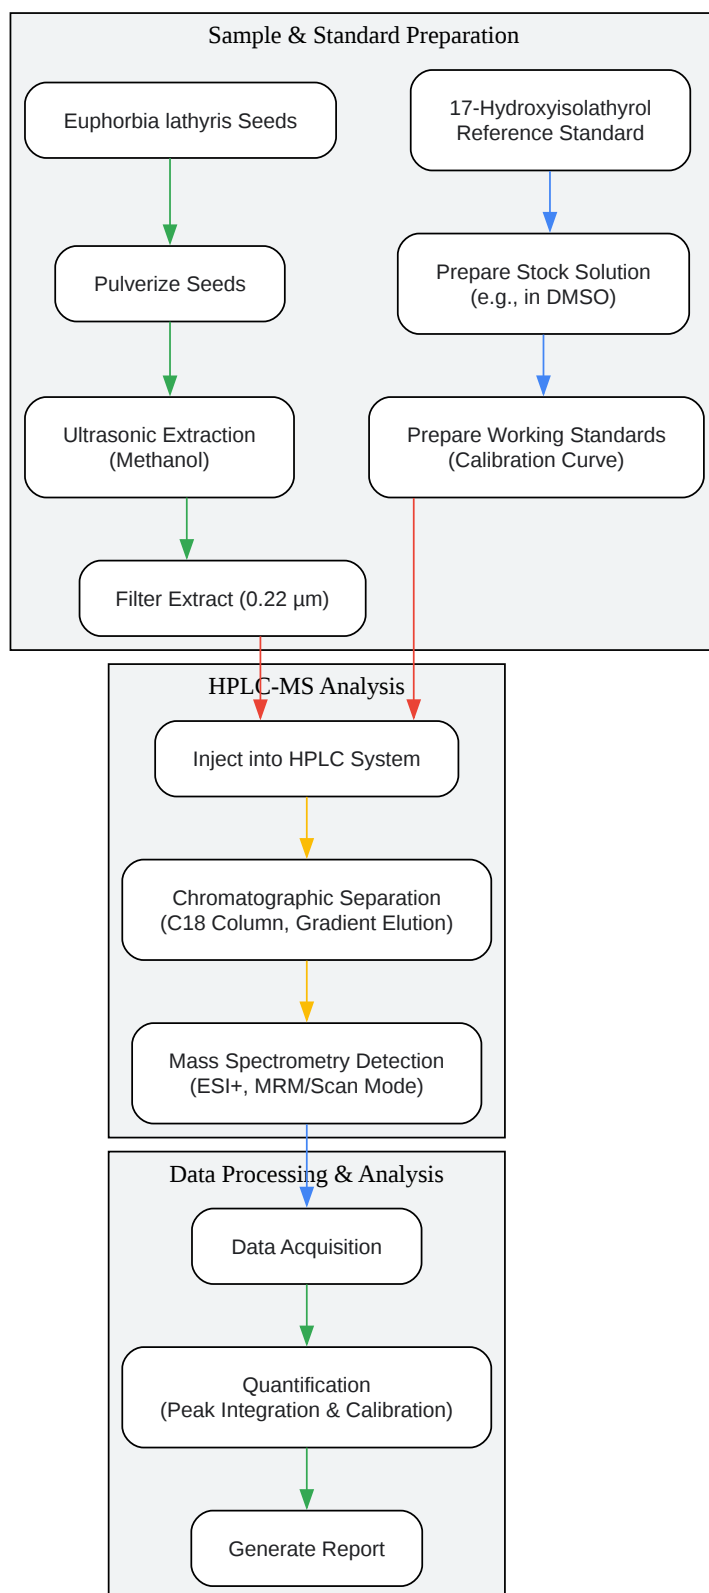 Sample & Standard Preparation
Euphorbia lathyris Seeds
17-Hydroxyisolathyrol
Reference Standard
Pulverize Seeds
Prepare Stock Solution
(e.g., in DMSO)
Ultrasonic Extraction
(Methanol)
Prepare Working Standards
(Calibration Curve)
Filter Extract (0.22 µm)
HPLC-MS Analysis
Inject into HPLC System
Chromatographic Separation
(C18 Column, Gradient Elution)
Mass Spectrometry Detection
(ESI+, MRM/Scan Mode)
Data Processing & Analysis
Data Acquisition
Quantification
(Peak Integration & Calibration)
Generate Report